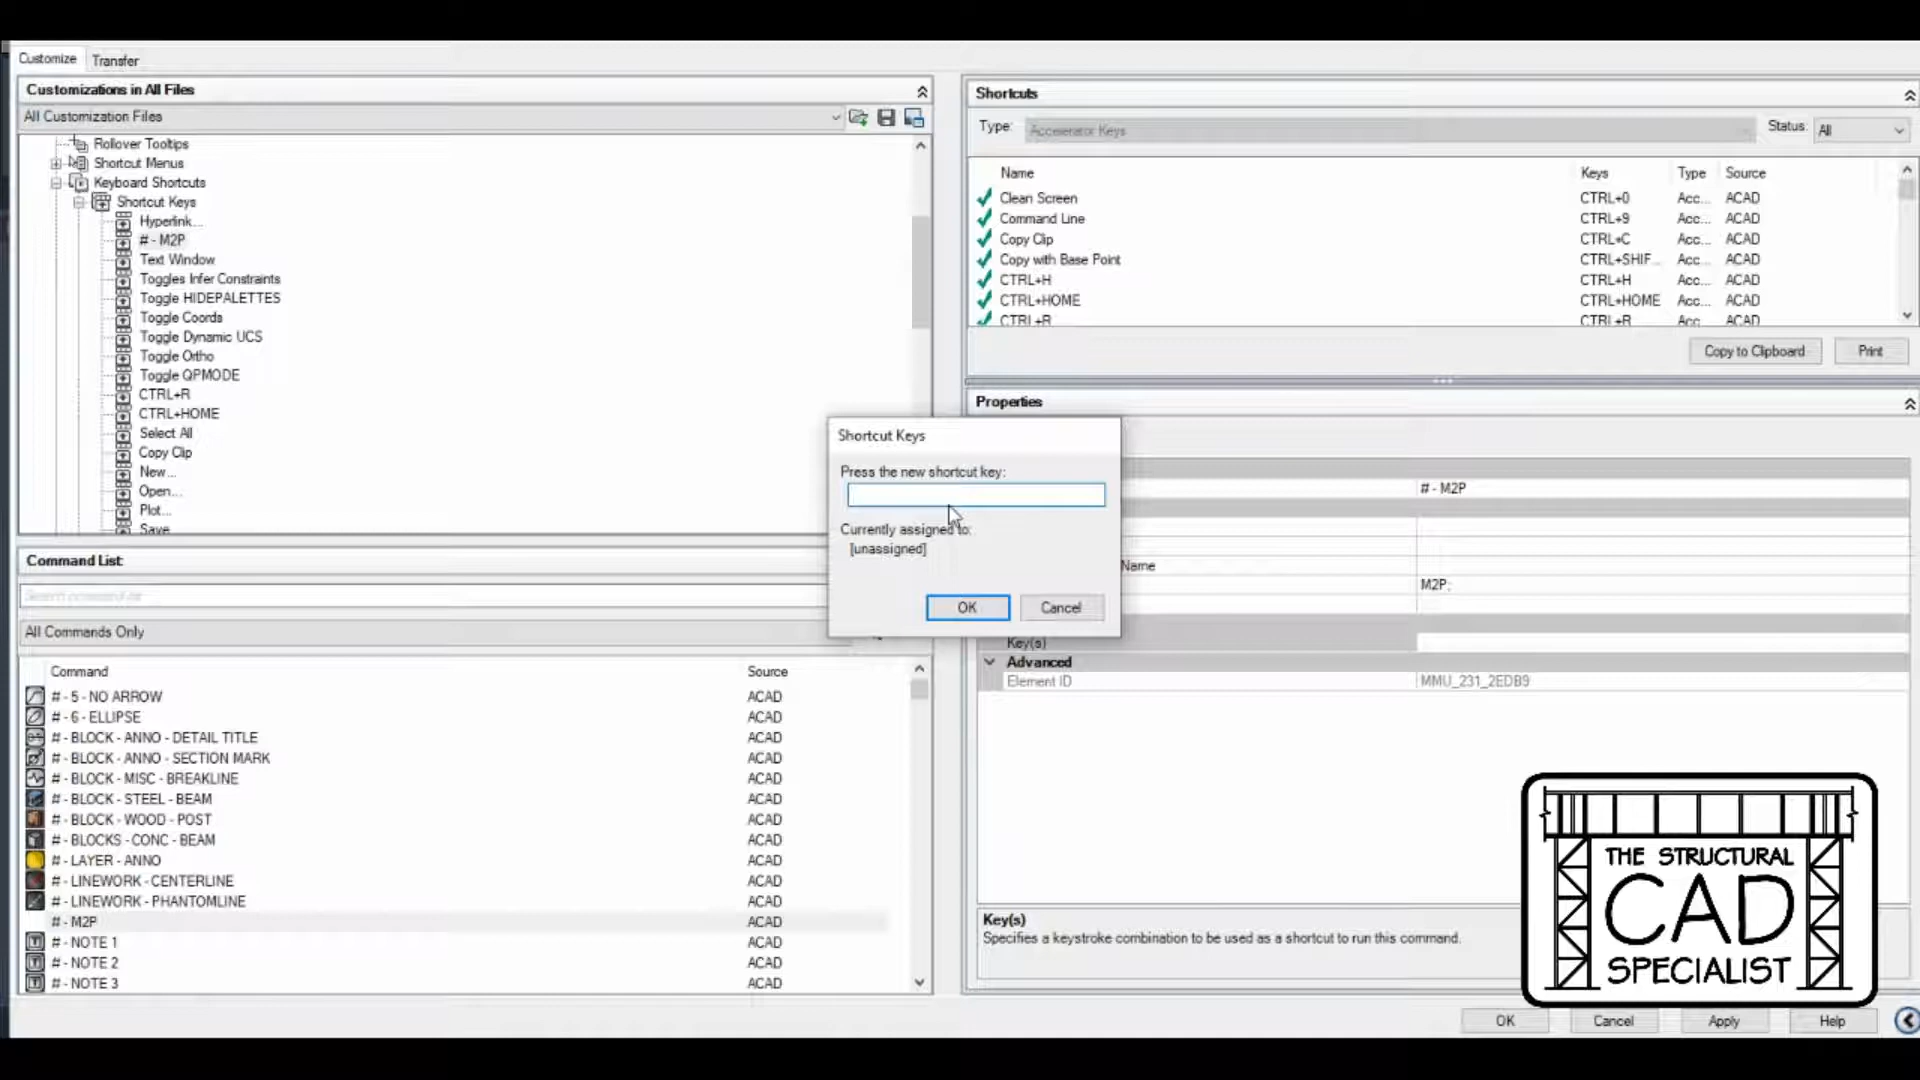 Customize
Transfer
Customizations in All Files
All Customization Files
Rollover Tooltips
Shortcut Menus
Keyboard Shortcuts
Shortcut Keys
Hyperlink...
# - M2P
Text Window
Toggles Infer Constraints
Toggle HIDEPALETTES
Toggle Coords
Toggle Dynamic UCS
Toggle Ortho
Toggle QPMODE
CTRL+R
CTRL+HOME
Select All
Copy Clip
New...
Open...
Plot...
Save
Command List:
Search command list
All Commands Only
Command Source
# - 5 - NO ARROW ACAD
# - 6 - ELLIPSE ACAD
# - BLOCK - ANNO - DETAIL TITLE ACAD
# - BLOCK - ANNO - SECTION MARK ACAD
# - BLOCK - MISC - BREAKLINE ACAD
# - BLOCK - STEEL - BEAM ACAD
# - BLOCK - WOOD - POST ACAD
# - BLOCKS - CONC - BEAM ACAD
# - LAYER - ANNO ACAD
# - LINEWORK - CENTERLINE ACAD
# - LINEWORK - PHANTOMLINE ACAD
# - M2P ACAD
# - NOTE 1 ACAD
# - NOTE 2 ACAD
# - NOTE 3 ACAD
Shortcuts
Type: Accelerator Keys Status: All
Name Keys Type Source
Clean Screen CTRL+0 Acc... ACAD
Command Line CTRL+9 Acc... ACAD
Copy Clip CTRL+C Acc... ACAD
Copy with Base Point CTRL+SHIF... Acc... ACAD
CTRL+H CTRL+H Acc... ACAD
CTRL+HOME CTRL+HOME Acc... ACAD
CTRL+R CTRL+R Acc... ACAD
Copy to Clipboard Print
Properties
# - M2P
Name
M2P;
Key(s)
Advanced
Element ID MMU_231_2EDB9
Key(s)
Specifies a keystroke combination to be used as a shortcut to run this command.
Shortcut Keys
Press the new shortcut key:
Currently assigned to:
[unassigned]
OK Cancel
THE STRUCTURAL
CAD
SPECIALIST
OK Cancel Apply Help